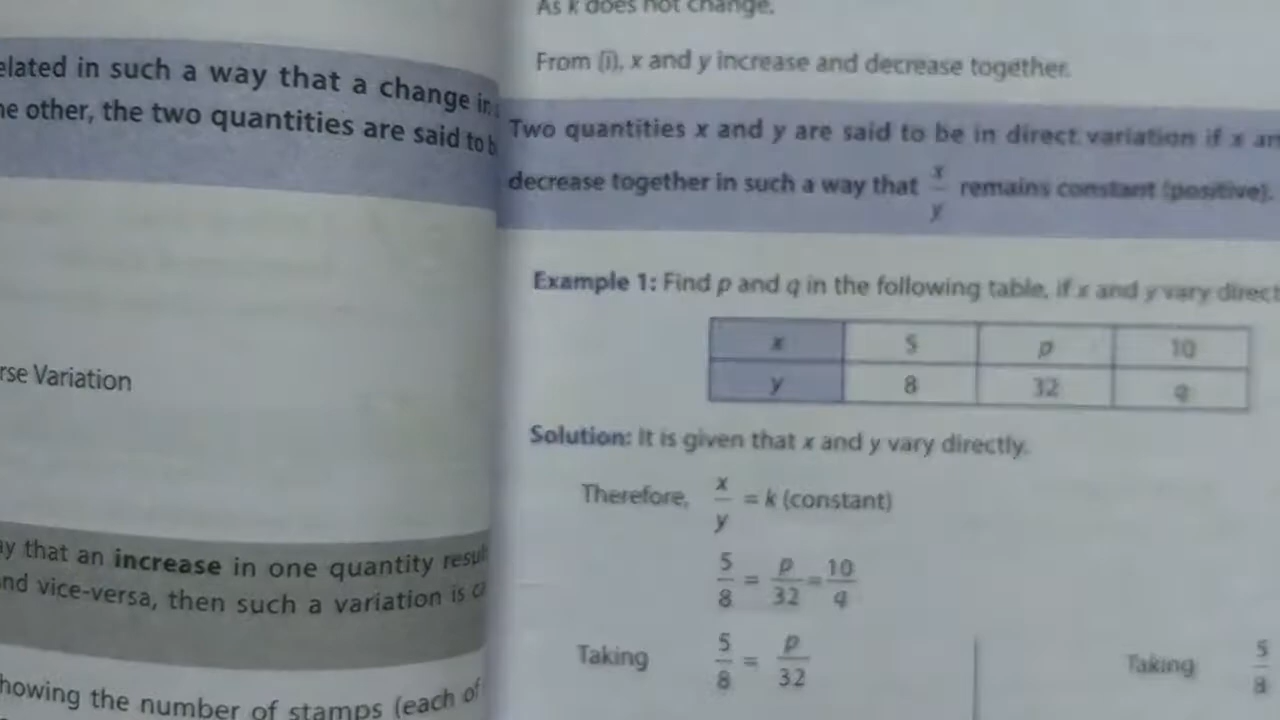 elated in such a way that a change in
ne other, the two quantities are said to b
rse Variation
ay that an increase in one quantity resul
nd vice-versa, then such a variation is ca
howing the number of stamps (each of
As k does not change.
From (i), x and y increase and decrease together.
Two quantities x and y are said to be in direct variation if x an
decrease together in such a way that x/y remains constant (positive).
Example 1: Find p and q in the following table, if x and y vary direct
x 5 p 10
y 8 32 q
Solution: It is given that x and y vary directly.
Therefore, x/y = k (constant)
5/8 = p/32 = 10/q
Taking 5/8 = p/32 Taking 5/8